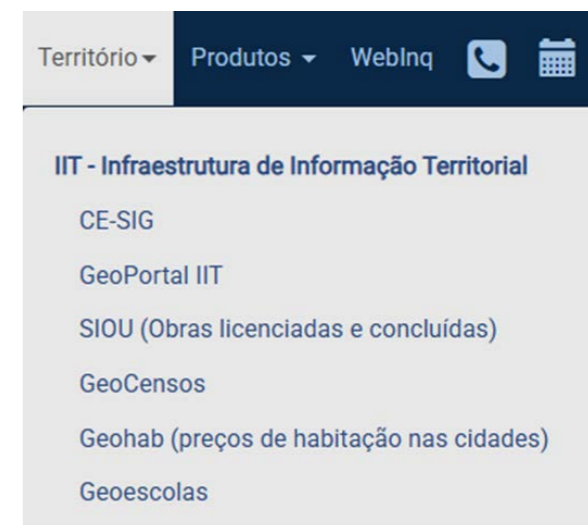 Território Produtos WebInq
IIT - Infraestrutura de Informação Territorial
CE-SIG
GeoPortal IIT
SIOU (Obras licenciadas e concluídas)
GeoCensos
Geohab (preços de habitação nas cidades)
Geoescolas